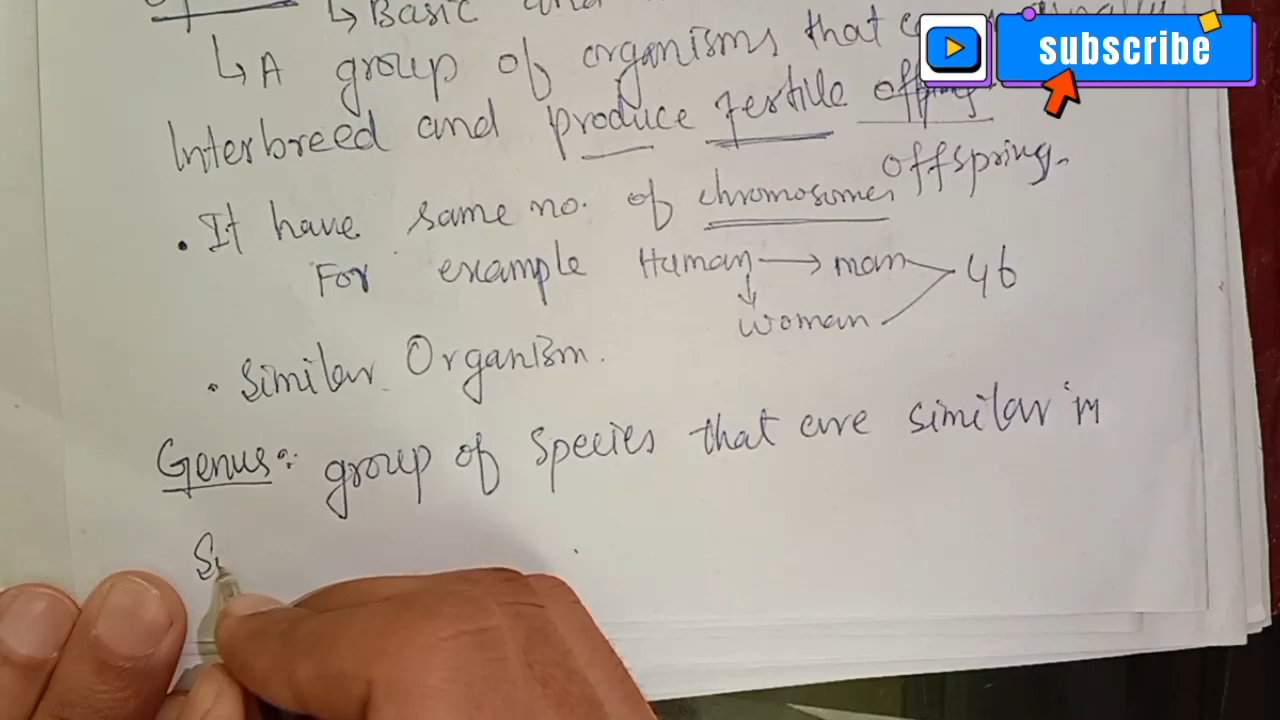 ↳ Basic and
↳ A group of organisms that
Interbreed and produce fertile
offspring.
• It have same no. of chromosomes
For example Human → man
↓
woman
46
• Similar Organism.
Genus: group of species that are similar in
subscribe